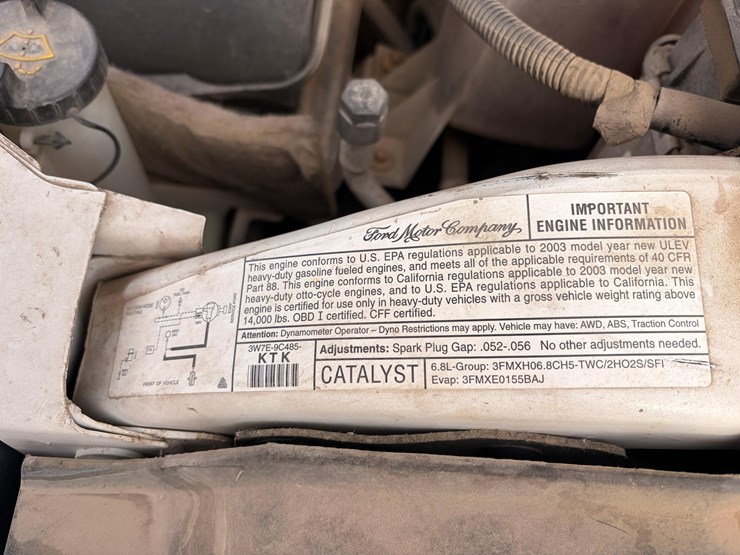 Ford Motor Company
IMPORTANT
ENGINE INFORMATION
This engine conforms to U.S. EPA regulations applicable to 2003 model year new ULEV
heavy-duty gasoline fueled engines, and meets all of the applicable requirements of 40 CFR
Part 88. This engine conforms to California regulations applicable to 2003 model year new
heavy-duty otto-cycle engines, and to U.S. EPA regulations applicable to California. This
engine is certified for use only in heavy-duty vehicles with a gross vehicle weight rating above
14,000 lbs. OBD I certified. CFF certified.
Attention: Dynamometer Operator – Dyno Restrictions may apply. Vehicle may have: AWD, ABS, Traction Control
3W7E-9C485-
KTK
Adjustments: Spark Plug Gap: .052-.056 No other adjustments needed.
CATALYST
6.8L-Group: 3FMXH06.8CH5-TWC/2HO2S/SFI
Evap: 3FMXE0155BAJ
FRONT OF VEHICLE